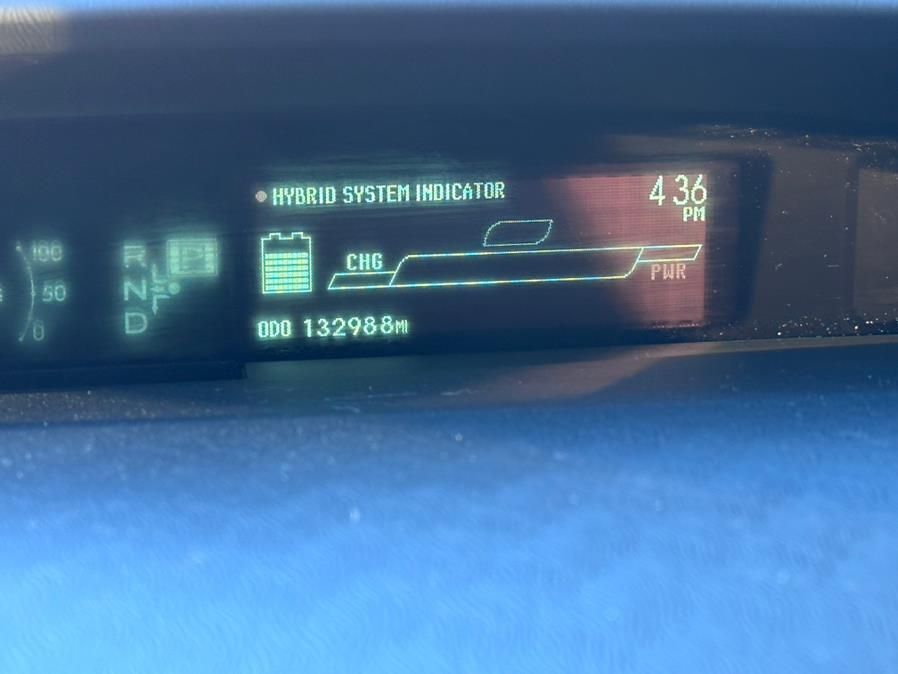 HYBRID SYSTEM INDICATOR
4 36
PM
CHG
PWR
ODO 132988MI
100
50
0
R
N
D
P